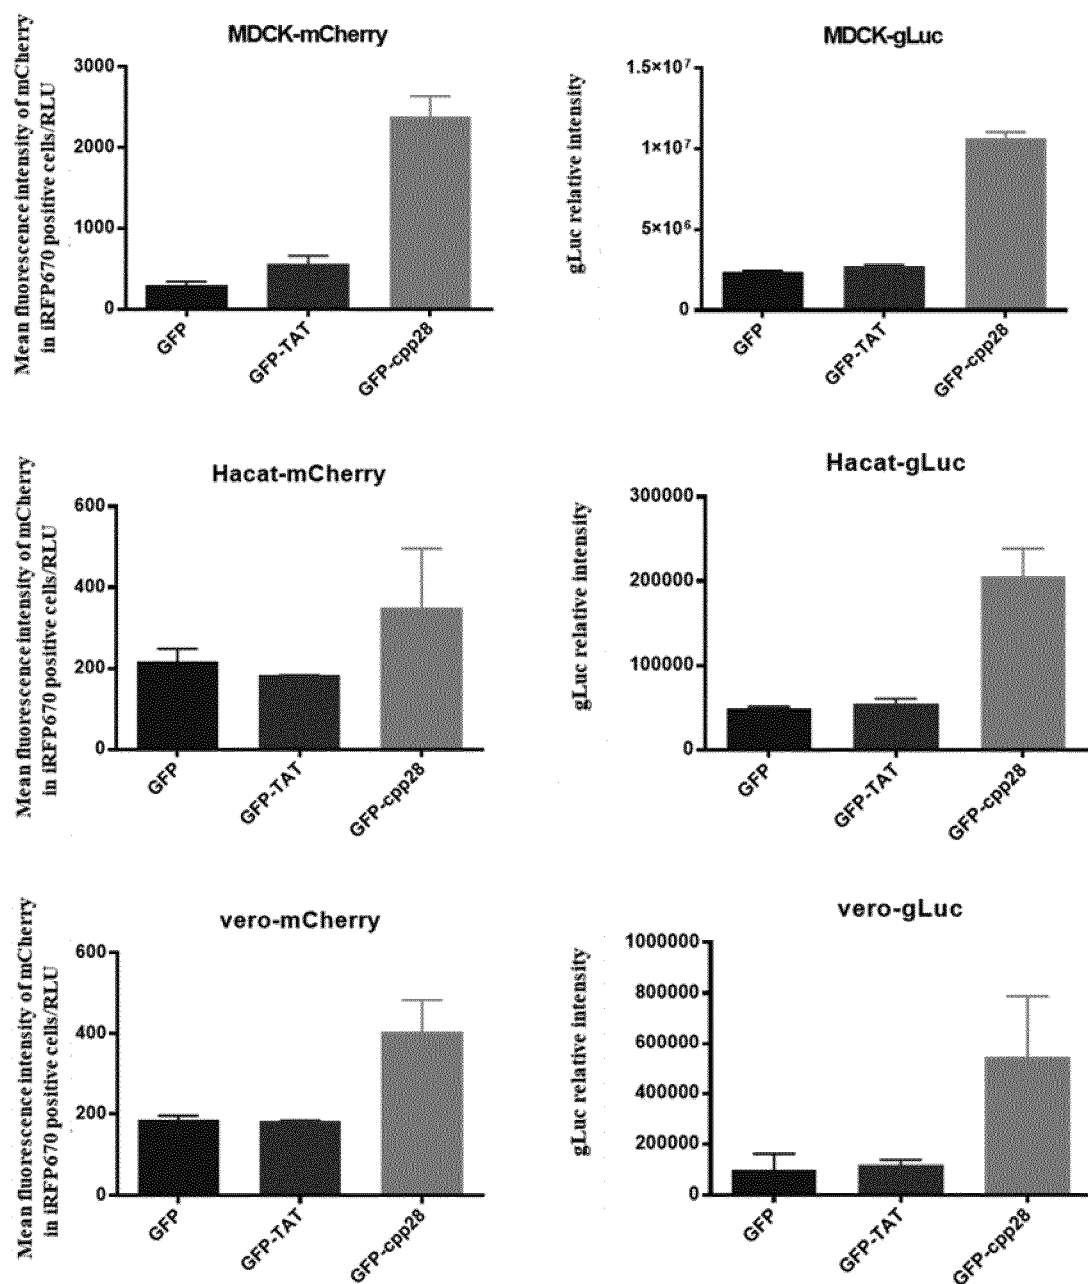 MDCK-mCherry
Mean fluorescence intensity of mCherry
in iRFP670 positive cells/RLU
3000
2000
1000
0
GFP
GFP-TAT
GFP-cpp28
MDCK-gLuc
gLuc relative intensity
1.5×10⁷
1×10⁷
5×10⁶
0
GFP
GFP-TAT
GFP-cpp28
Hacat-mCherry
Mean fluorescence intensity of mCherry
in iRFP670 positive cells/RLU
600
400
200
0
GFP
GFP-TAT
GFP-cpp28
Hacat-gLuc
gLuc relative intensity
300000
200000
100000
0
GFP
GFP-TAT
GFP-cpp28
vero-mCherry
Mean fluorescence intensity of mCherry
in iRFP670 positive cells/RLU
600
400
200
0
GFP
GFP-TAT
GFP-cpp28
vero-gLuc
gLuc relative intensity
1000000
800000
600000
400000
200000
0
GFP
GFP-TAT
GFP-cpp28